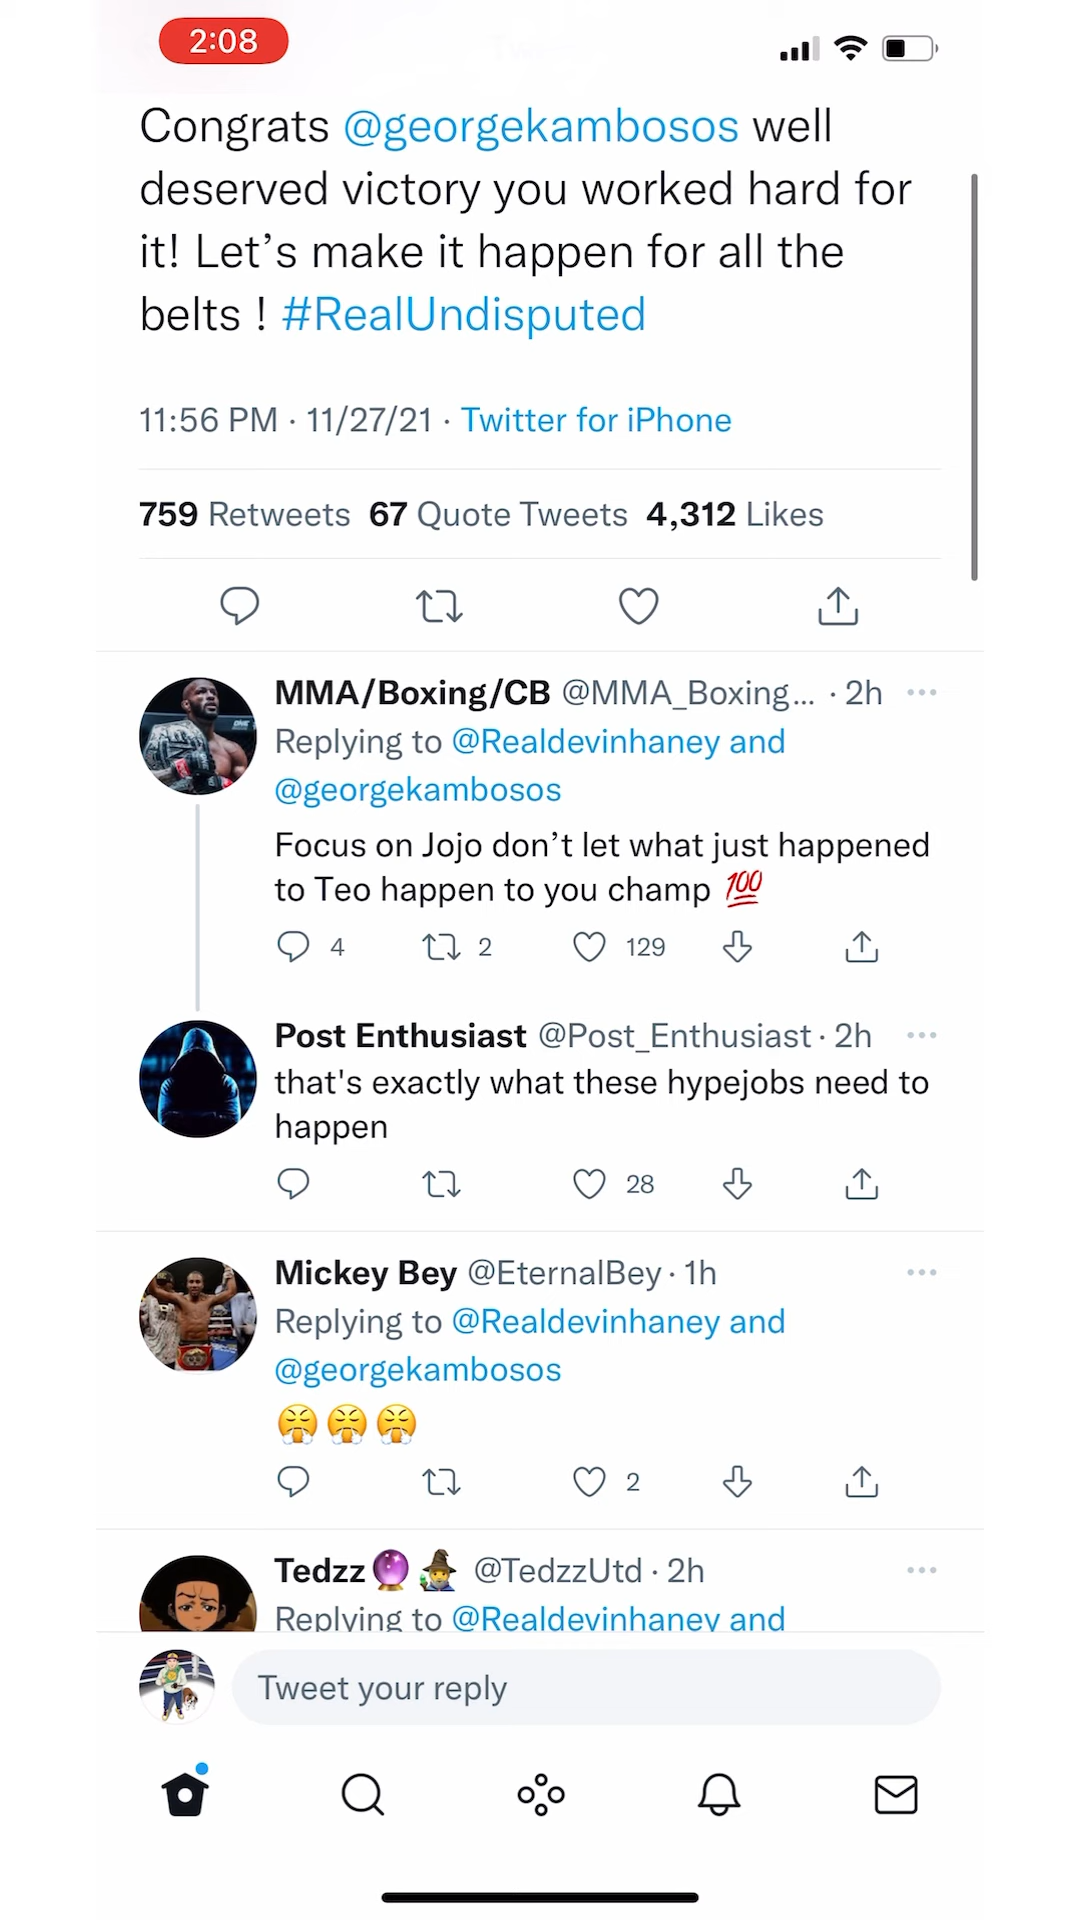 2:08
Congrats @georgekambosos well
deserved victory you worked hard for
it! Let’s make it happen for all the
belts ! #RealUndisputed
11:56 PM · 11/27/21 · Twitter for iPhone
759 Retweets 67 Quote Tweets 4,312 Likes
MMA/Boxing/CB @MMA_Boxing... · 2h
Replying to @Realdevinhaney and
@georgekambosos
Focus on Jojo don’t let what just happened
to Teo happen to you champ 💯
4 2 129
Post Enthusiast @Post_Enthusiast · 2h
that's exactly what these hypejobs need to
happen
28
Mickey Bey @EternalBey · 1h
Replying to @Realdevinhaney and
@georgekambosos
😤😤😤
2
Tedzz🔮🧙‍♂️ @TedzzUtd · 2h
Replying to @Realdevinhaney and
Tweet your reply